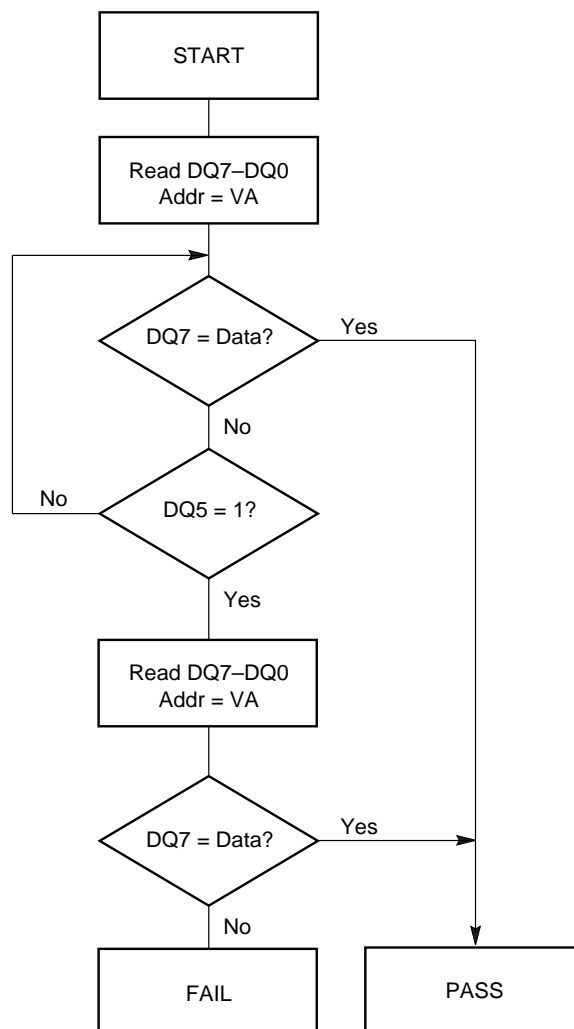 START
Read DQ7–DQ0
Addr = VA
DQ7 = Data?
Yes
No
No
DQ5 = 1?
Yes
Read DQ7–DQ0
Addr = VA
DQ7 = Data?
Yes
No
FAIL
PASS